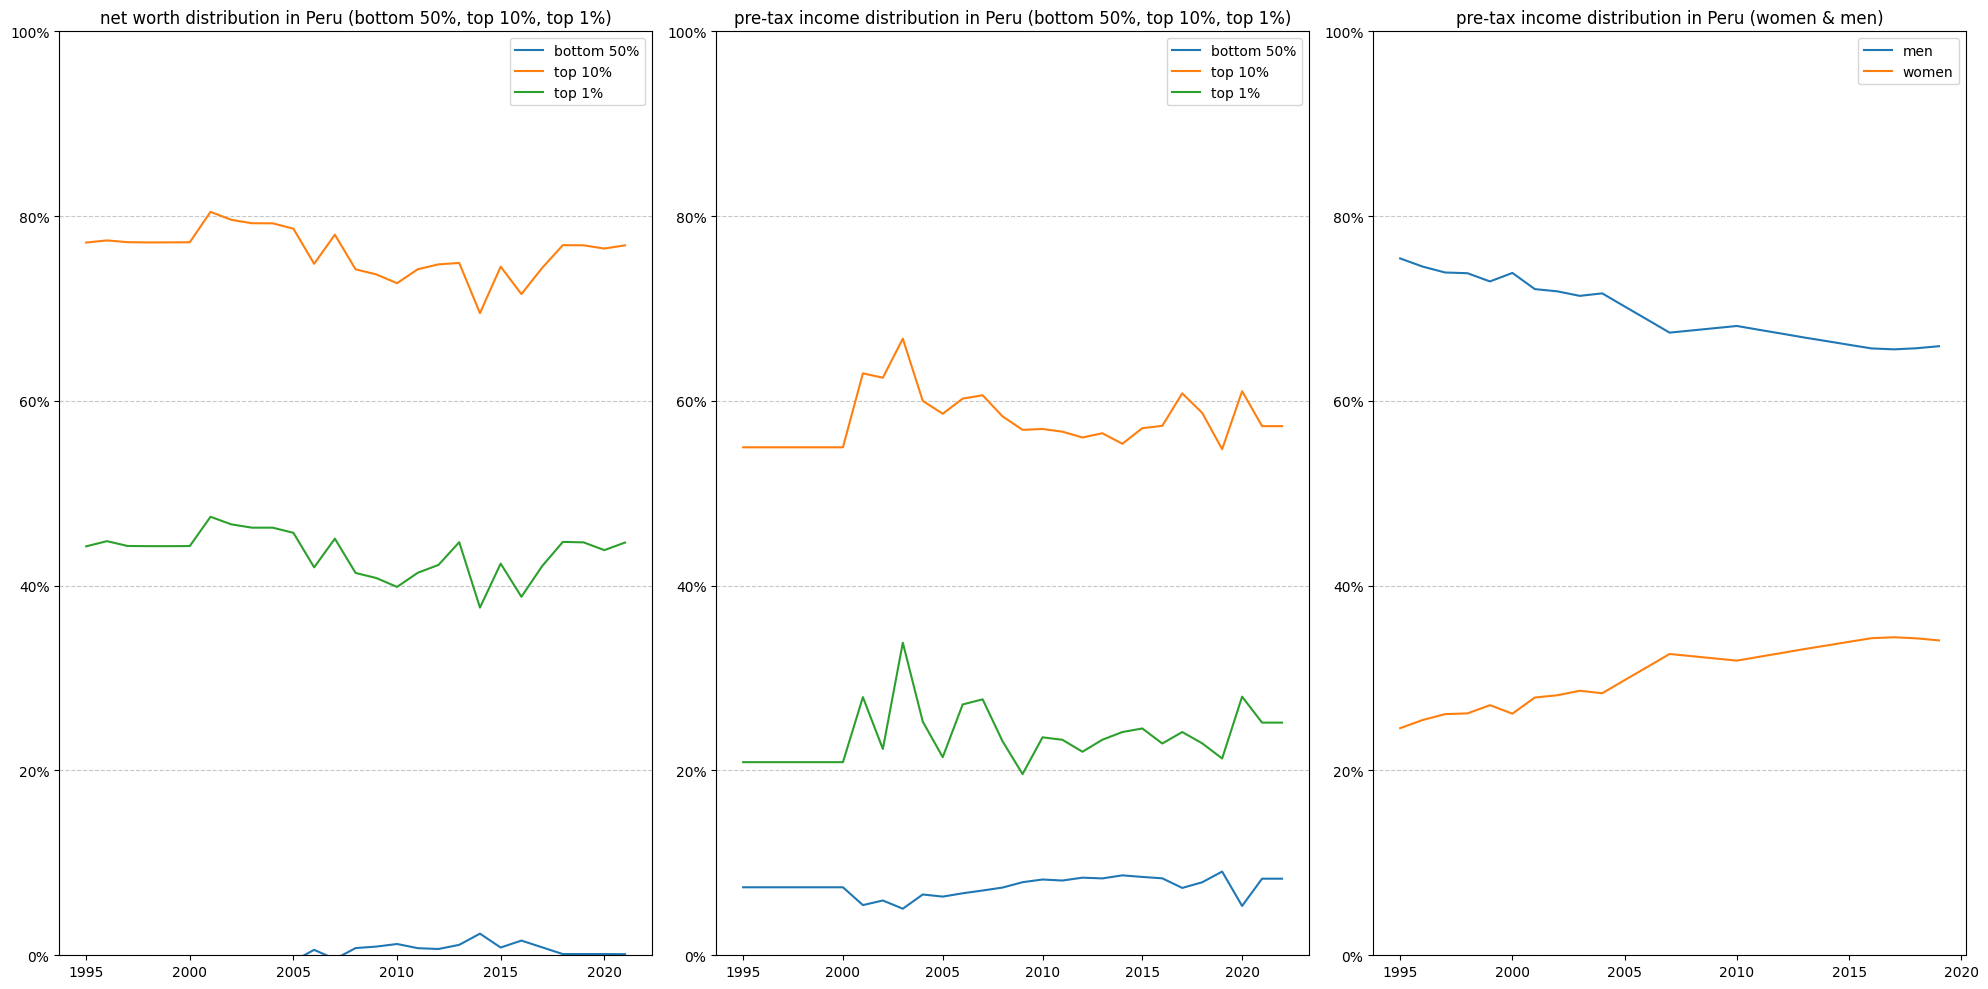 net worth distribution in Peru (bottom 50%, top 10%, top 1%)
100%
80%
60%
40%
20%
0%
1995 2000 2005 2010 2015 2020
bottom 50%
top 10%
top 1%
pre-tax income distribution in Peru (bottom 50%, top 10%, top 1%)
100%
80%
60%
40%
20%
0%
1995 2000 2005 2010 2015 2020
bottom 50%
top 10%
top 1%
pre-tax income distribution in Peru (women & men)
100%
80%
60%
40%
20%
0%
1995 2000 2005 2010 2015 2020
men
women